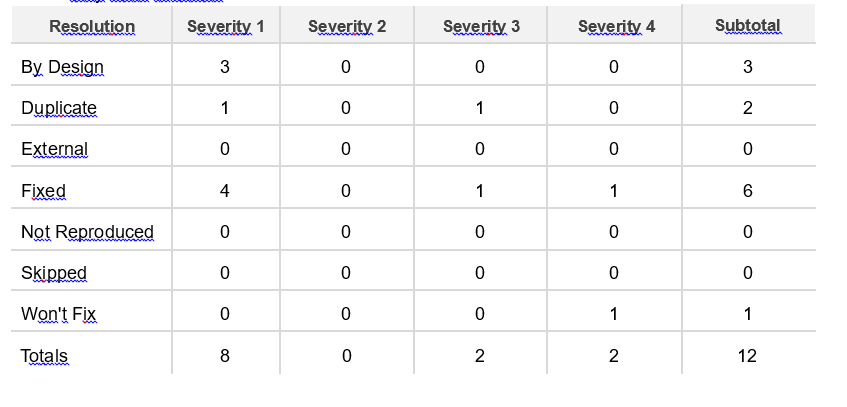 Resolution Severity 1 Severity 2 Severity 3 Severity 4 Subtotal
By Design 3 0 0 0 3
Duplicate 1 0 1 0 2
External 0 0 0 0 0
Fixed 4 0 1 1 6
Not Reproduced 0 0 0 0 0
Skipped 0 0 0 0 0
Won't Fix 0 0 0 1 1
Totals 8 0 2 2 12